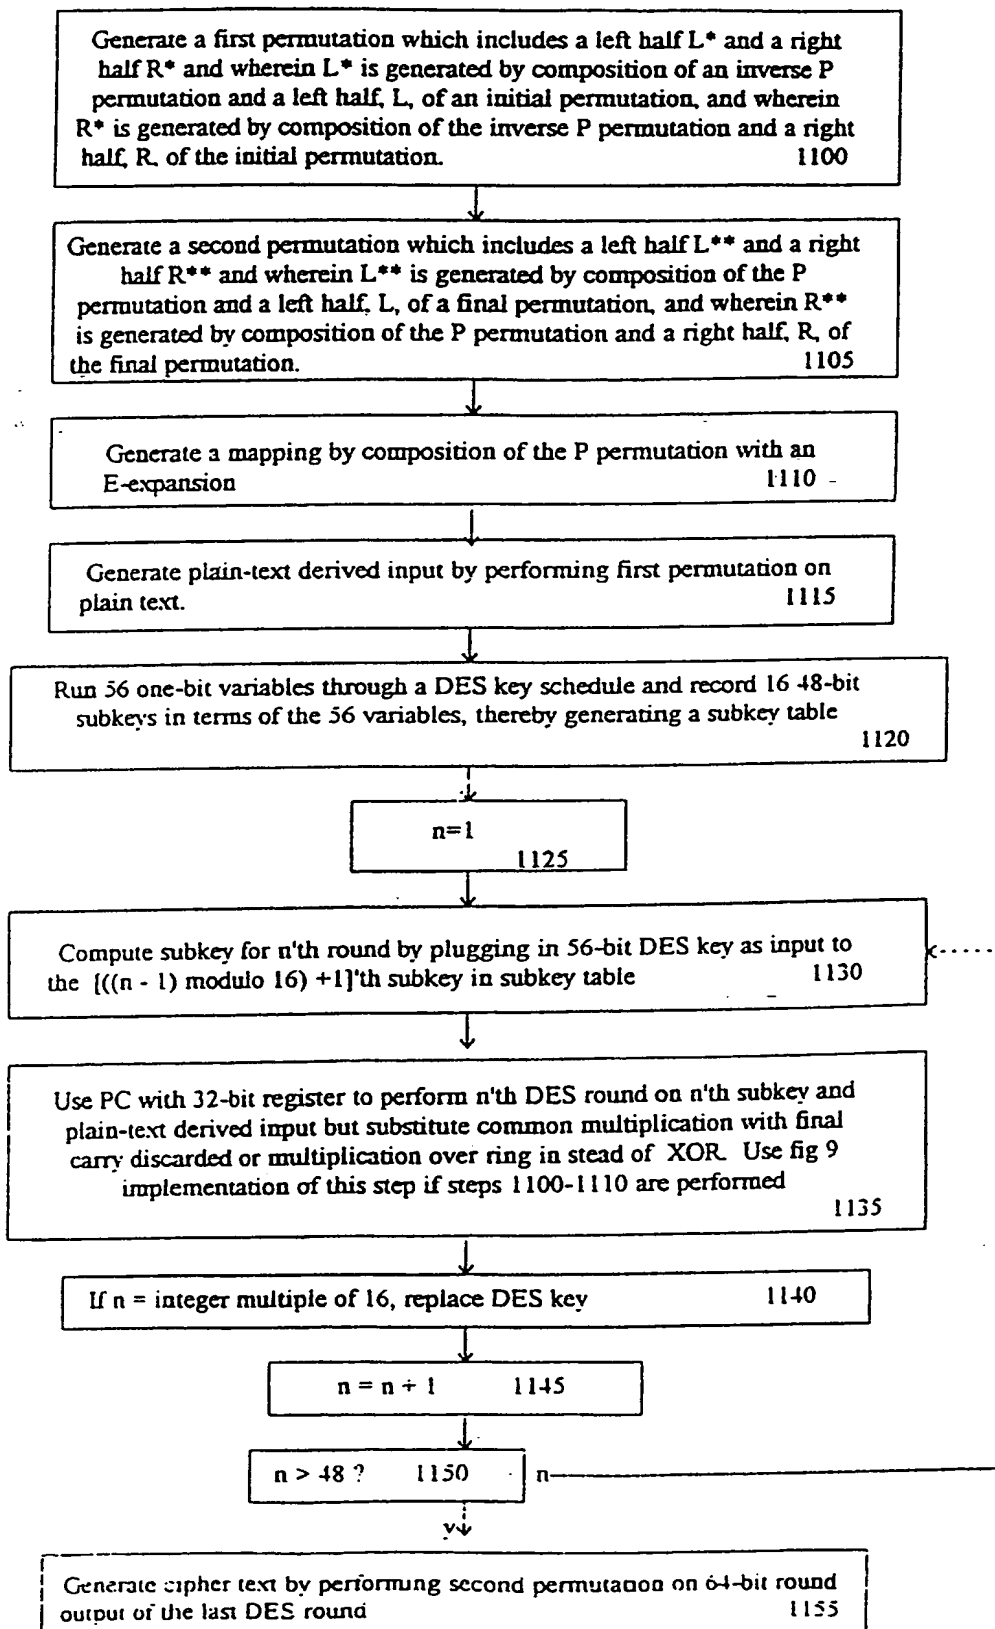 Generate a first permutation which includes a left half L* and a right
half R* and wherein L* is generated by composition of an inverse P
permutation and a left half, L, of an initial permutation, and wherein
R* is generated by composition of the inverse P permutation and a right
half, R, of the initial permutation. 1100
Generate a second permutation which includes a left half L** and a right
half R** and wherein L** is generated by composition of the P
permutation and a left half, L, of a final permutation, and wherein R**
is generated by composition of the P permutation and a right half, R, of
the final permutation. 1105
Generate a mapping by composition of the P permutation with an
E-expansion 1110
Generate plain-text derived input by performing first permutation on
plain text. 1115
Run 56 one-bit variables through a DES key schedule and record 16 48-bit
subkeys in terms of the 56 variables, thereby generating a subkey table
1120
n=1
1125
Compute subkey for n'th round by plugging in 56-bit DES key as input to
the [((n - 1) modulo 16) +1]'th subkey in subkey table 1130
Use PC with 32-bit register to perform n'th DES round on n'th subkey and
plain-text derived input but substitute common multiplication with final
carry discarded or multiplication over ring in stead of XOR. Use fig 9
implementation of this step if steps 1100-1110 are performed
1135
If n = integer multiple of 16, replace DES key 1140
n = n + 1 1145
n > 48 ? 1150 n
y
Generate cipher text by performing second permutation on 64-bit round
output of the last DES round 1155